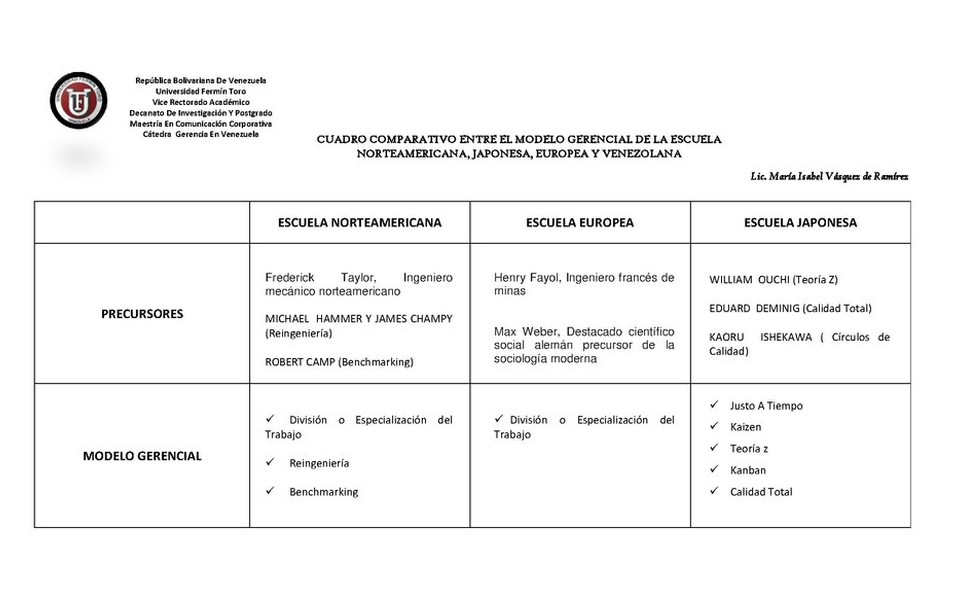 República Bolivariana De Venezuela
Universidad Fermín Toro
Vice Rectorado Académico
Decanato De Investigación Y Postgrado
Maestría En Comunicación Corporativa
Cátedra Gerencia En Venezuela
CUADRO COMPARATIVO ENTRE EL MODELO GERENCIAL DE LA ESCUELA
NORTEAMERICANA, JAPONESA, EUROPEA Y VENEZOLANA
Lic. María Isabel Vásquez de Ramírez
ESCUELA NORTEAMERICANA
ESCUELA EUROPEA
ESCUELA JAPONESA
PRECURSORES
Frederick Taylor, Ingeniero
mecánico norteamericano
MICHAEL HAMMER Y JAMES CHAMPY
(Reingeniería)
ROBERT CAMP (Benchmarking)
Henry Fayol, Ingeniero francés de
minas
Max Weber, Destacado científico
social alemán precursor de la
sociología moderna
WILLIAM OUCHI (Teoría Z)
EDUARD DEMINIG (Calidad Total)
KAORU ISHEKAWA ( Círculos de
Calidad)
MODELO GERENCIAL
✓ División o Especialización del
Trabajo
✓ Reingeniería
✓ Benchmarking
✓ División o Especialización del
Trabajo
✓ Justo A Tiempo
✓ Kaizen
✓ Teoría z
✓ Kanban
✓ Calidad Total